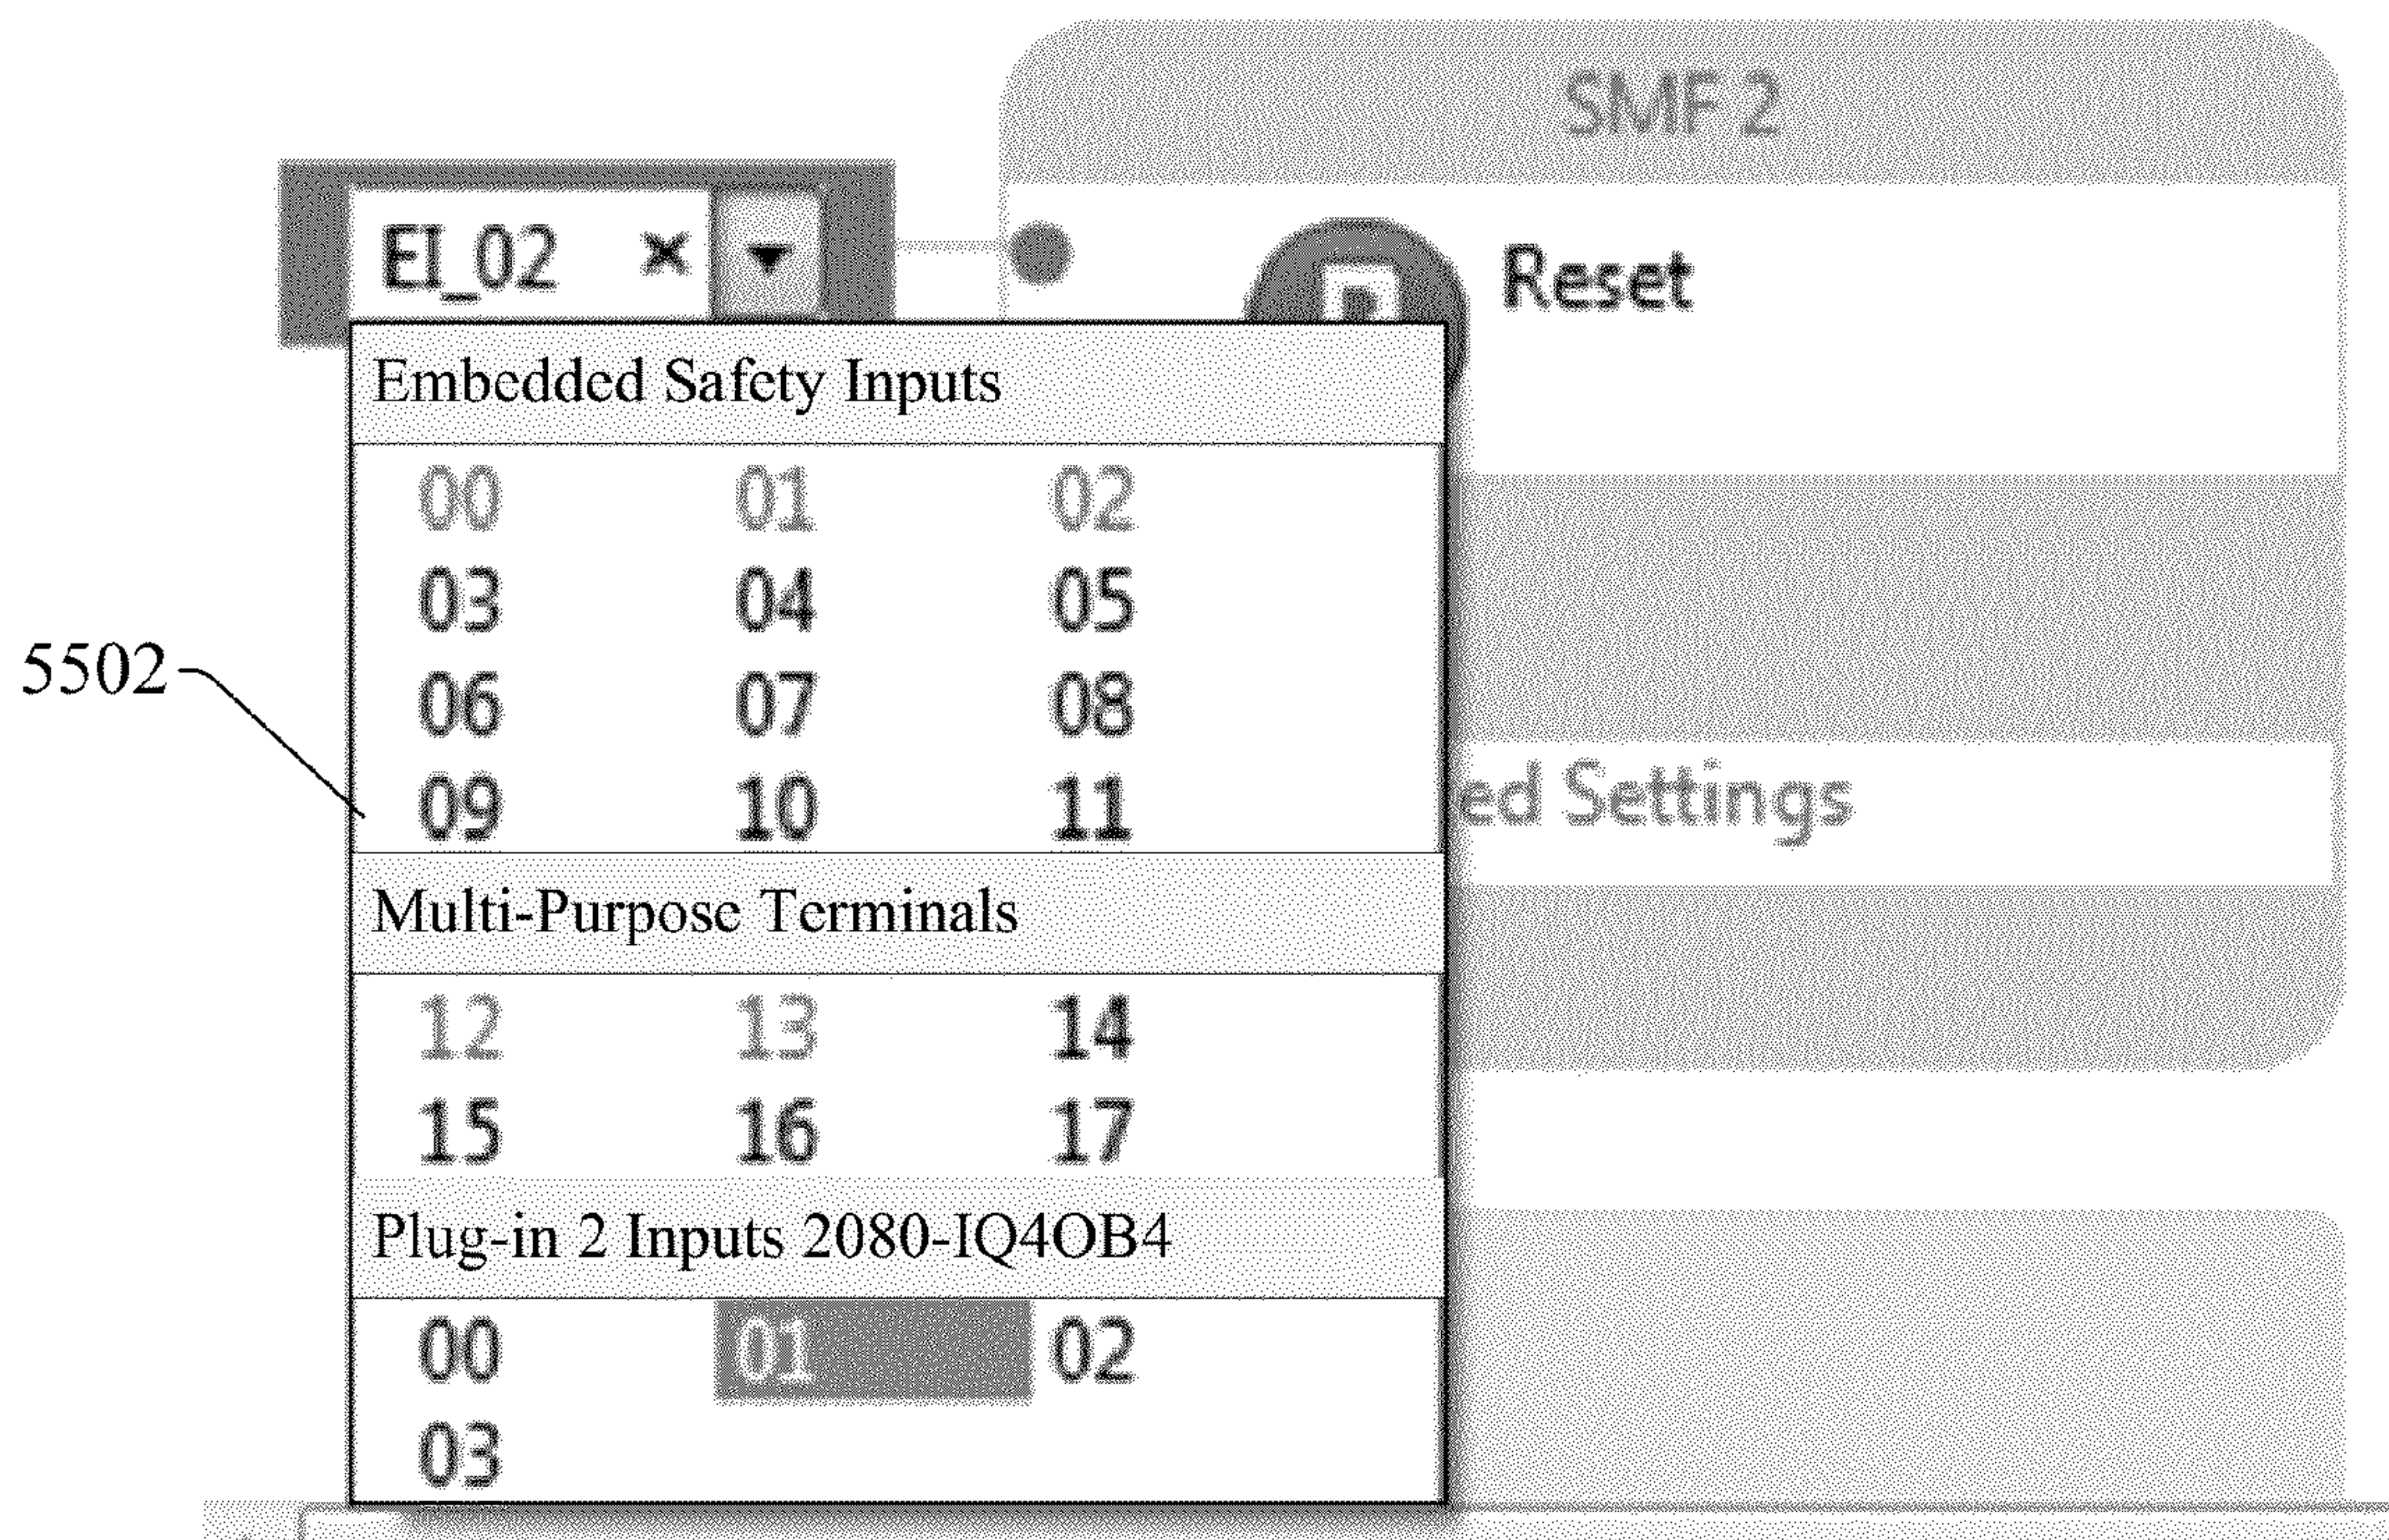 SMF 2
EI_02 × ▼
Reset
Embedded Safety Inputs
00 01 02
03 04 05
06 07 08
5502
09 10 11
ed Settings
Multi-Purpose Terminals
12 13 14
15 16 17
Plug-in 2 Inputs 2080-IQ4OB4
00 01 02
03